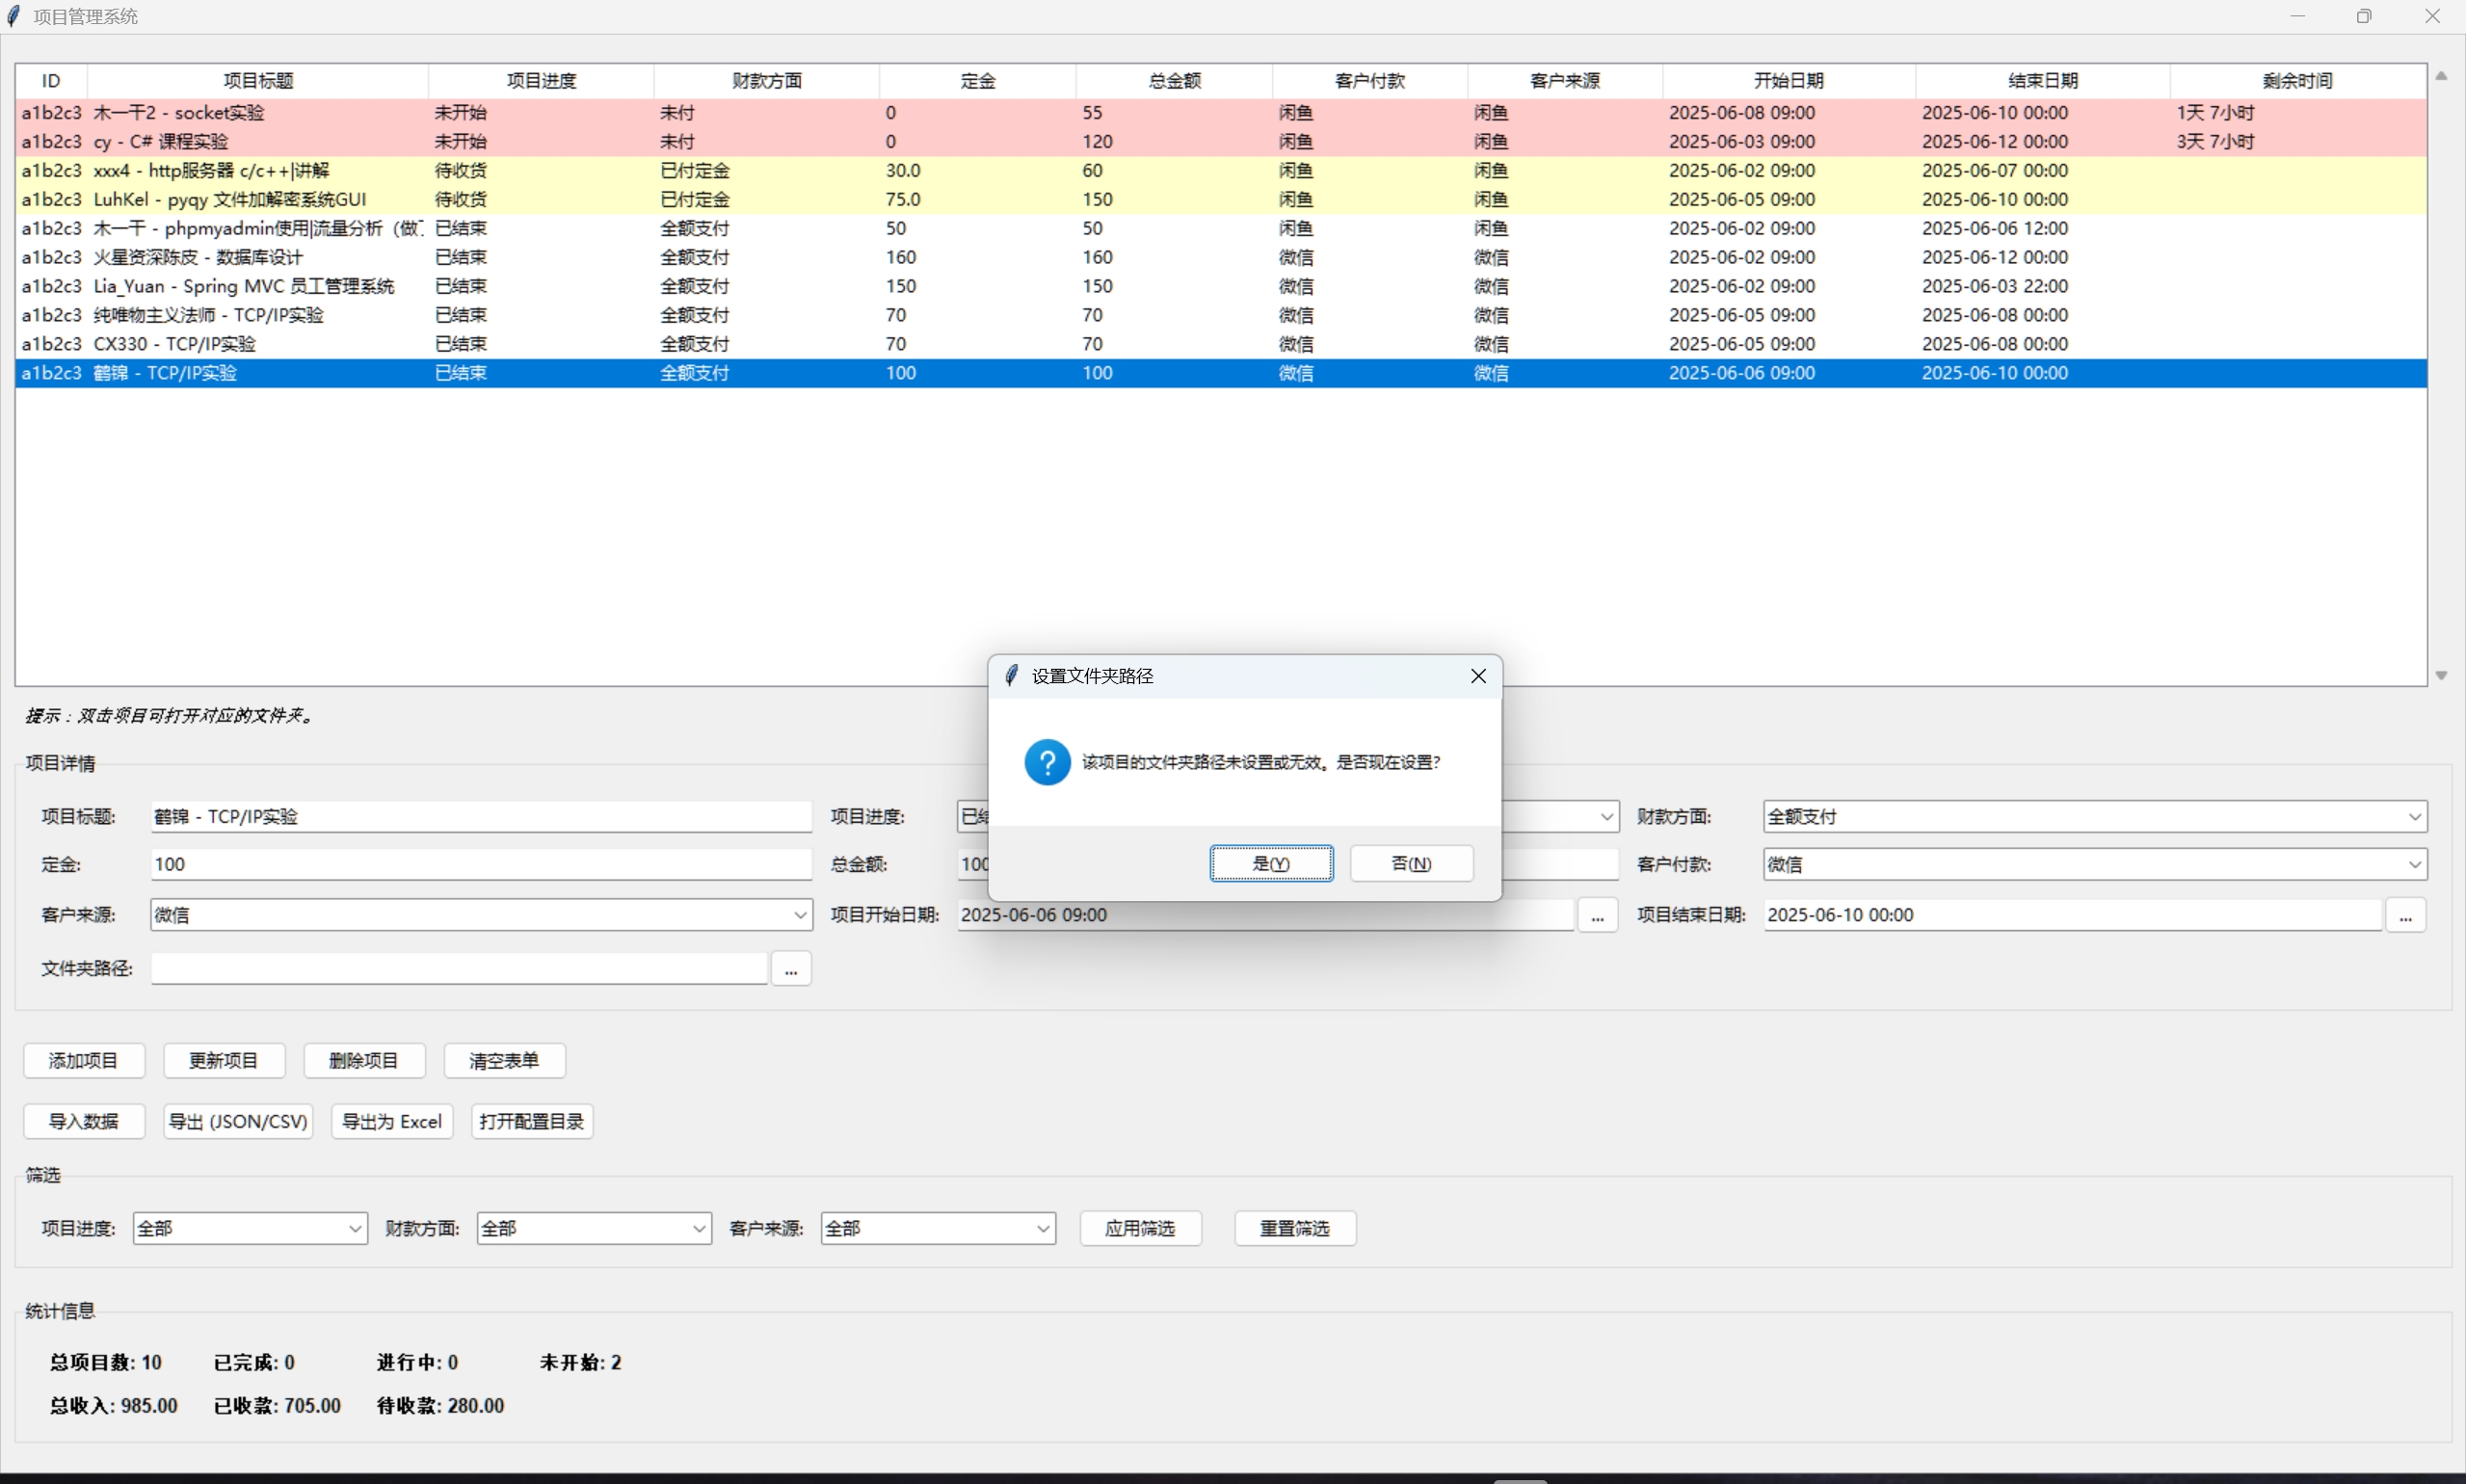 项目管理系统
ID 项目标题 项目进度 财款方面 定金 总金额 客户付款 客户来源 开始日期 结束日期 剩余时间
a1b2c3 木一干2 - socket实验 未开始 未付 0 55 闲鱼 闲鱼 2025-06-08 09:00 2025-06-10 00:00 1天 7小时
a1b2c3 cy - C# 课程实验 未开始 未付 0 120 闲鱼 闲鱼 2025-06-03 09:00 2025-06-12 00:00 3天 7小时
a1b2c3 xxx4 - http服务器 c/c++|讲解 待收货 已付定金 30.0 60 闲鱼 闲鱼 2025-06-02 09:00 2025-06-07 00:00
a1b2c3 LuhKel - pyqy 文件加解密系统GUI 待收货 已付定金 75.0 150 闲鱼 闲鱼 2025-06-05 09:00 2025-06-10 00:00
a1b2c3 木一干 - phpmyadmin使用|流量分析（做 已结束 全额支付 50 50 闲鱼 闲鱼 2025-06-02 09:00 2025-06-06 12:00
a1b2c3 火星资深陈皮 - 数据库设计 已结束 全额支付 160 160 微信 微信 2025-06-02 09:00 2025-06-12 00:00
a1b2c3 Lia_Yuan - Spring MVC 员工管理系统 已结束 全额支付 150 150 微信 微信 2025-06-02 09:00 2025-06-03 22:00
a1b2c3 纯唯物主义法师 - TCP/IP实验 已结束 全额支付 70 70 微信 微信 2025-06-05 09:00 2025-06-08 00:00
a1b2c3 CX330 - TCP/IP实验 已结束 全额支付 70 70 微信 微信 2025-06-05 09:00 2025-06-08 00:00
a1b2c3 鹤锦 - TCP/IP实验 已结束 全额支付 100 100 微信 微信 2025-06-06 09:00 2025-06-10 00:00
提示：双击项目可打开对应的文件夹。
设置文件夹路径
该项目的文件夹路径未设置或无效。是否现在设置?
是(Y) 否(N)
项目详情
项目标题: 鹤锦 - TCP/IP实验 项目进度: 已结 财款方面: 全额支付
定金: 100 总金额: 100 客户付款: 微信
客户来源: 微信 项目开始日期: 2025-06-06 09:00 ... 项目结束日期: 2025-06-10 00:00 ...
文件夹路径: ...
添加项目 更新项目 删除项目 清空表单
导入数据 导出 (JSON/CSV) 导出为 Excel 打开配置目录
筛选
项目进度: 全部 财款方面: 全部 客户来源: 全部 应用筛选 重置筛选
统计信息
总项目数: 10 已完成: 0 进行中: 0 未开始: 2
总收入: 985.00 已收款: 705.00 待收款: 280.00